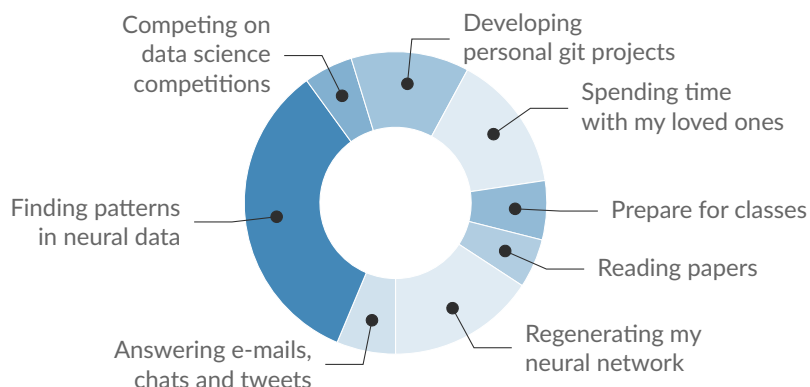 Competing on
data science
competitions
Developing
personal git projects
Spending time
with my loved ones
Finding patterns
in neural data
Prepare for classes
Reading papers
Regenerating my
neural network
Answering e-mails,
chats and tweets